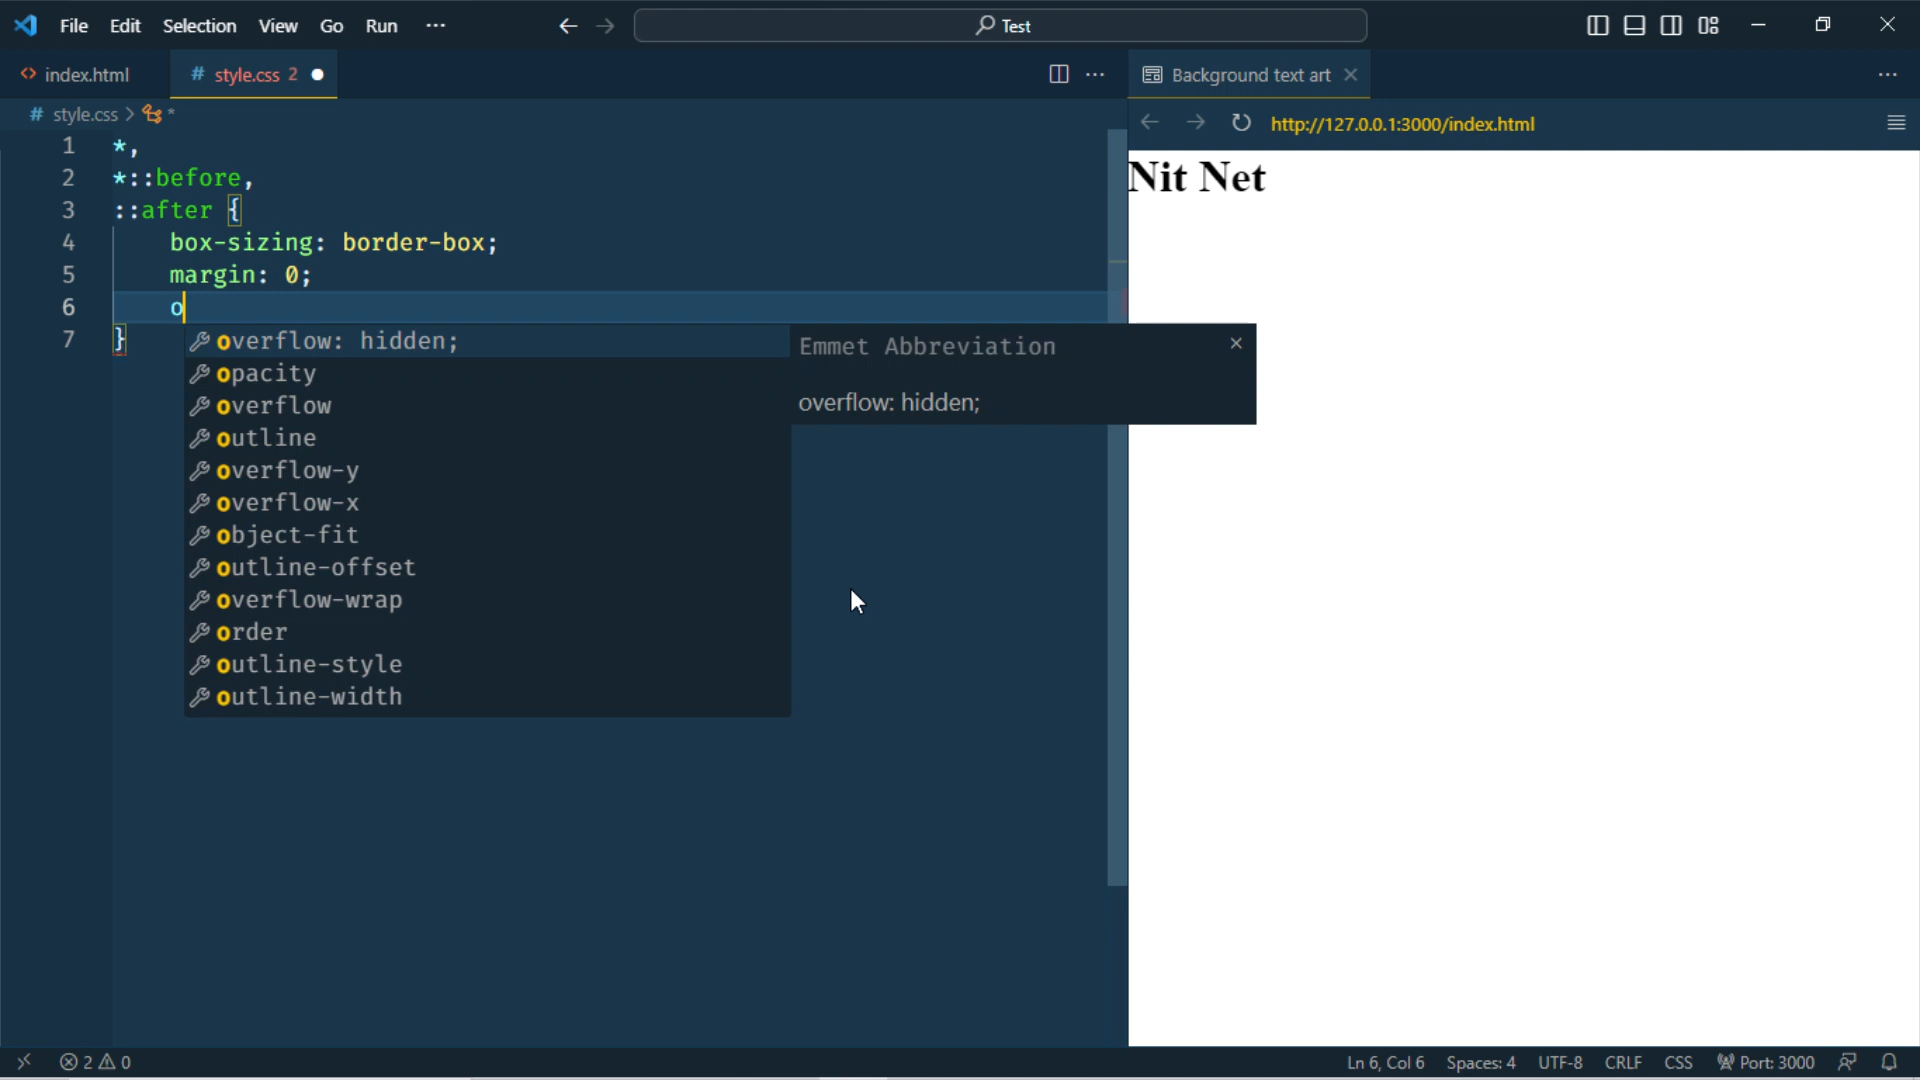 File Edit Selection View Go Run ··· Test
index.html # style.css 2 ● ···
Background text art ···
# style.css > *
http://127.0.0.1:3000/index.html
1 *,
2 *::before,
3 ::after {
4 box-sizing: border-box;
5 margin: 0;
6 o
7 }
overflow: hidden;
opacity
overflow
outline
overflow-y
overflow-x
object-fit
outline-offset
overflow-wrap
order
outline-style
outline-width
Emmet Abbreviation
overflow: hidden;
Nit Net
2 0
Ln 6, Col 6 Spaces: 4 UTF-8 CRLF CSS Port: 3000